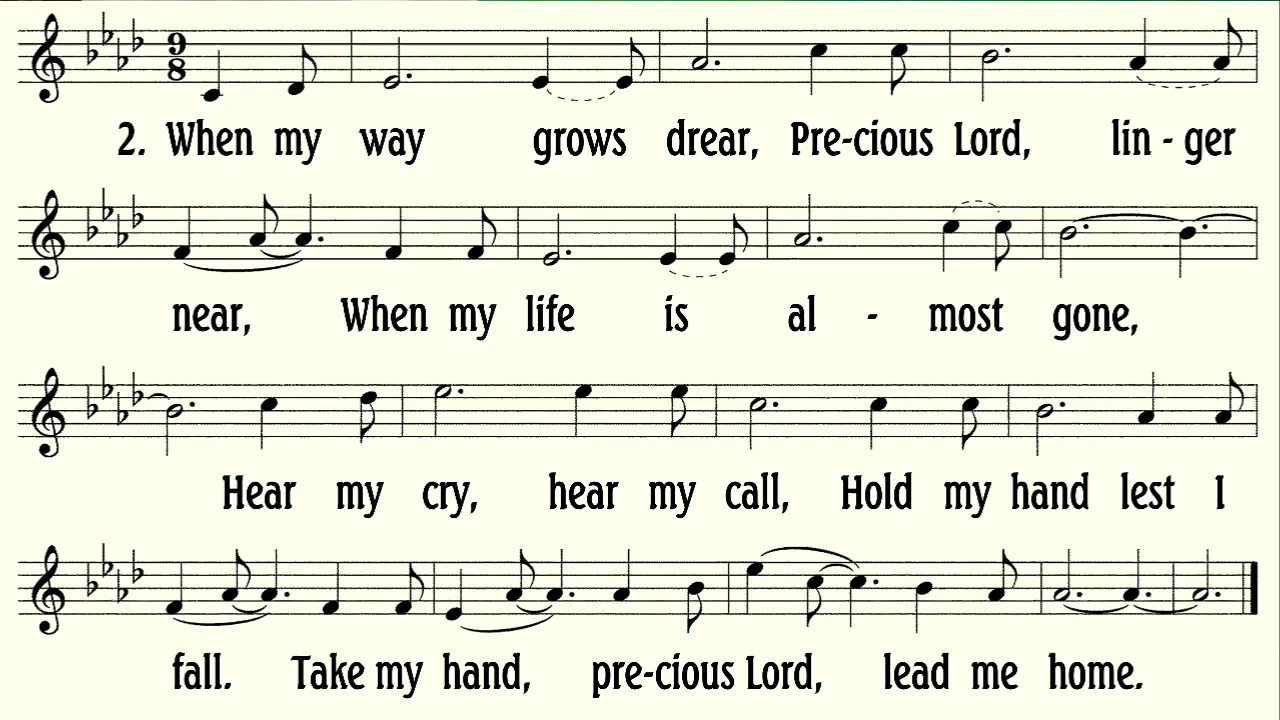 9
8
2. When my way grows drear, Pre-cious Lord, lin - ger
near, When my life is al - most gone,
Hear my cry, hear my call, Hold my hand lest I
fall. Take my hand, pre-cious Lord, lead me home.